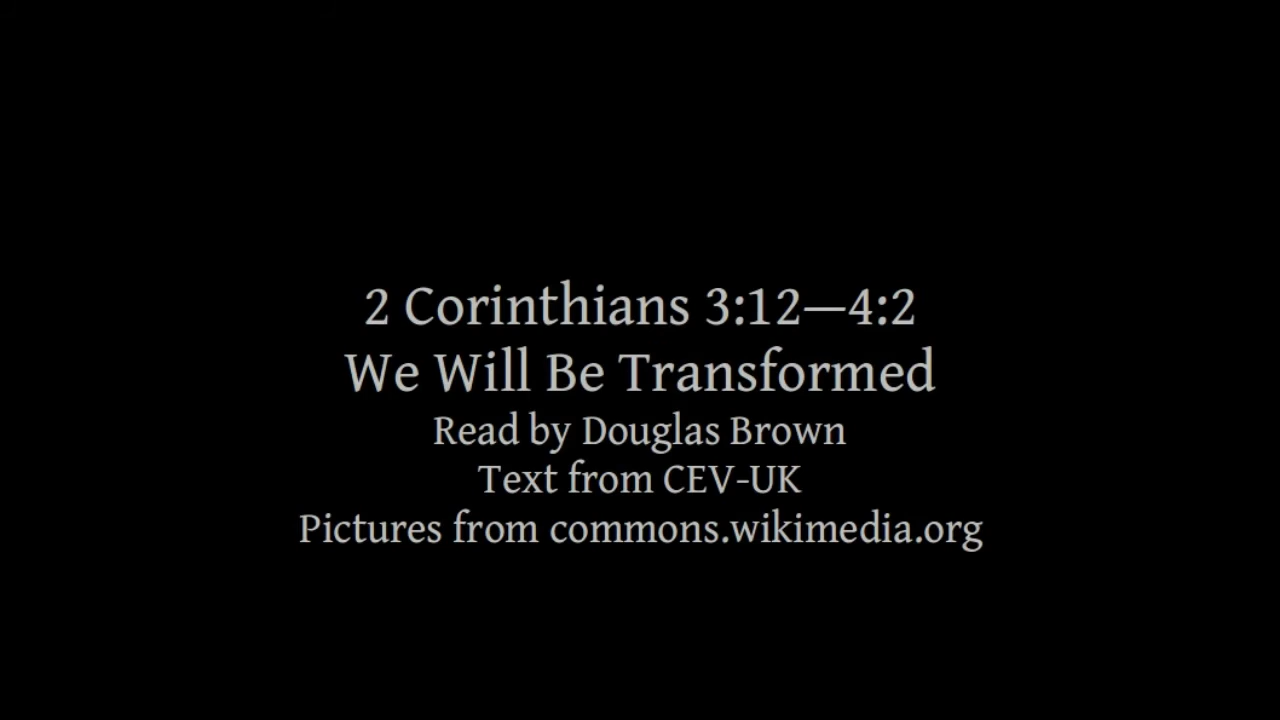 2 Corinthians 3:12—4:2
We Will Be Transformed
Read by Douglas Brown
Text from CEV-UK
Pictures from commons.wikimedia.org